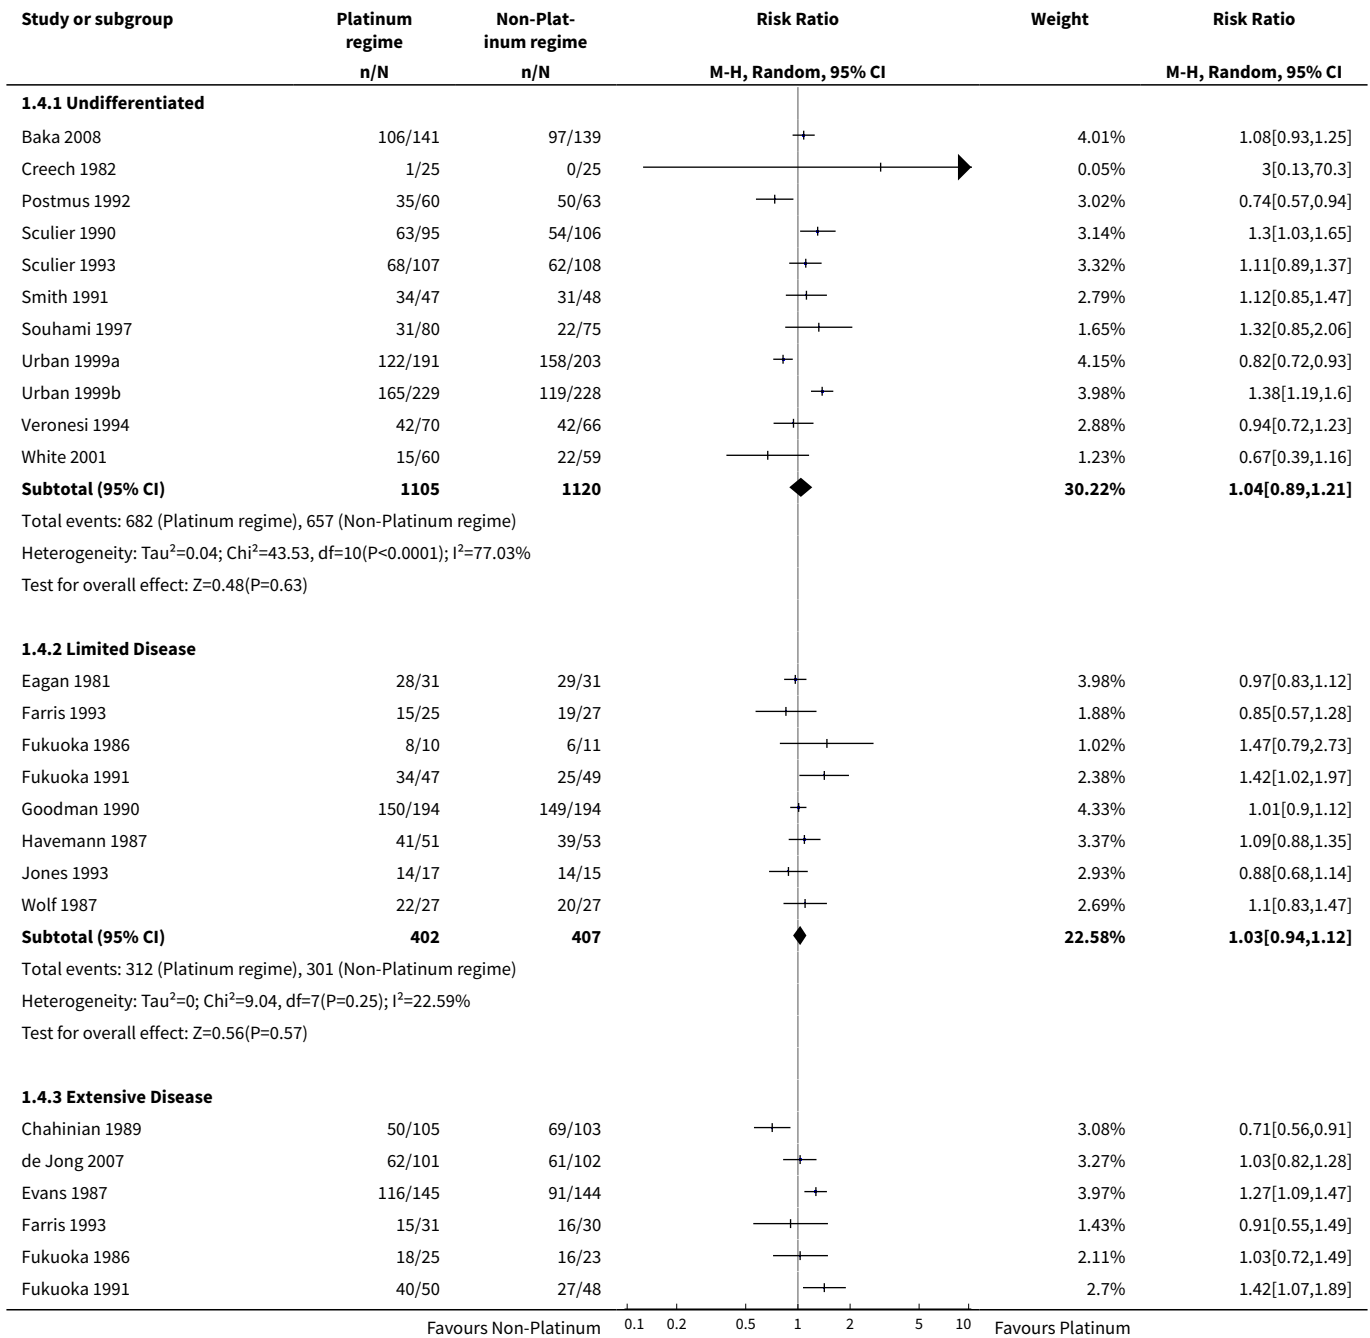 Study or subgroup Platinum regime Non-Platinum regime Risk Ratio Weight Risk Ratio
n/N n/N M-H, Random, 95% CI M-H, Random, 95% CI
1.4.1 Undifferentiated
Baka 2008 106/141 97/139 4.01% 1.08[0.93,1.25]
Creech 1982 1/25 0/25 0.05% 3[0.13,70.3]
Postmus 1992 35/60 50/63 3.02% 0.74[0.57,0.94]
Sculier 1990 63/95 54/106 3.14% 1.3[1.03,1.65]
Sculier 1993 68/107 62/108 3.32% 1.11[0.89,1.37]
Smith 1991 34/47 31/48 2.79% 1.12[0.85,1.47]
Souhami 1997 31/80 22/75 1.65% 1.32[0.85,2.06]
Urban 1999a 122/191 158/203 4.15% 0.82[0.72,0.93]
Urban 1999b 165/229 119/228 3.98% 1.38[1.19,1.6]
Veronesi 1994 42/70 42/66 2.88% 0.94[0.72,1.23]
White 2001 15/60 22/59 1.23% 0.67[0.39,1.16]
Subtotal (95% CI) 1105 1120 30.22% 1.04[0.89,1.21]
Total events: 682 (Platinum regime), 657 (Non-Platinum regime)
Heterogeneity: Tau²=0.04; Chi²=43.53, df=10(P<0.0001); I²=77.03%
Test for overall effect: Z=0.48(P=0.63)
1.4.2 Limited Disease
Eagan 1981 28/31 29/31 3.98% 0.97[0.83,1.12]
Farris 1993 15/25 19/27 1.88% 0.85[0.57,1.28]
Fukuoka 1986 8/10 6/11 1.02% 1.47[0.79,2.73]
Fukuoka 1991 34/47 25/49 2.38% 1.42[1.02,1.97]
Goodman 1990 150/194 149/194 4.33% 1.01[0.9,1.12]
Havemann 1987 41/51 39/53 3.37% 1.09[0.88,1.35]
Jones 1993 14/17 14/15 2.93% 0.88[0.68,1.14]
Wolf 1987 22/27 20/27 2.69% 1.1[0.83,1.47]
Subtotal (95% CI) 402 407 22.58% 1.03[0.94,1.12]
Total events: 312 (Platinum regime), 301 (Non-Platinum regime)
Heterogeneity: Tau²=0; Chi²=9.04, df=7(P=0.25); I²=22.59%
Test for overall effect: Z=0.56(P=0.57)
1.4.3 Extensive Disease
Chahinian 1989 50/105 69/103 3.08% 0.71[0.56,0.91]
de Jong 2007 62/101 61/102 3.27% 1.03[0.82,1.28]
Evans 1987 116/145 91/144 3.97% 1.27[1.09,1.47]
Farris 1993 15/31 16/30 1.43% 0.91[0.55,1.49]
Fukuoka 1986 18/25 16/23 2.11% 1.03[0.72,1.49]
Fukuoka 1991 40/50 27/48 2.7% 1.42[1.07,1.89]
Favours Non-Platinum 0.1 0.2 0.5 1 2 5 10 Favours Platinum